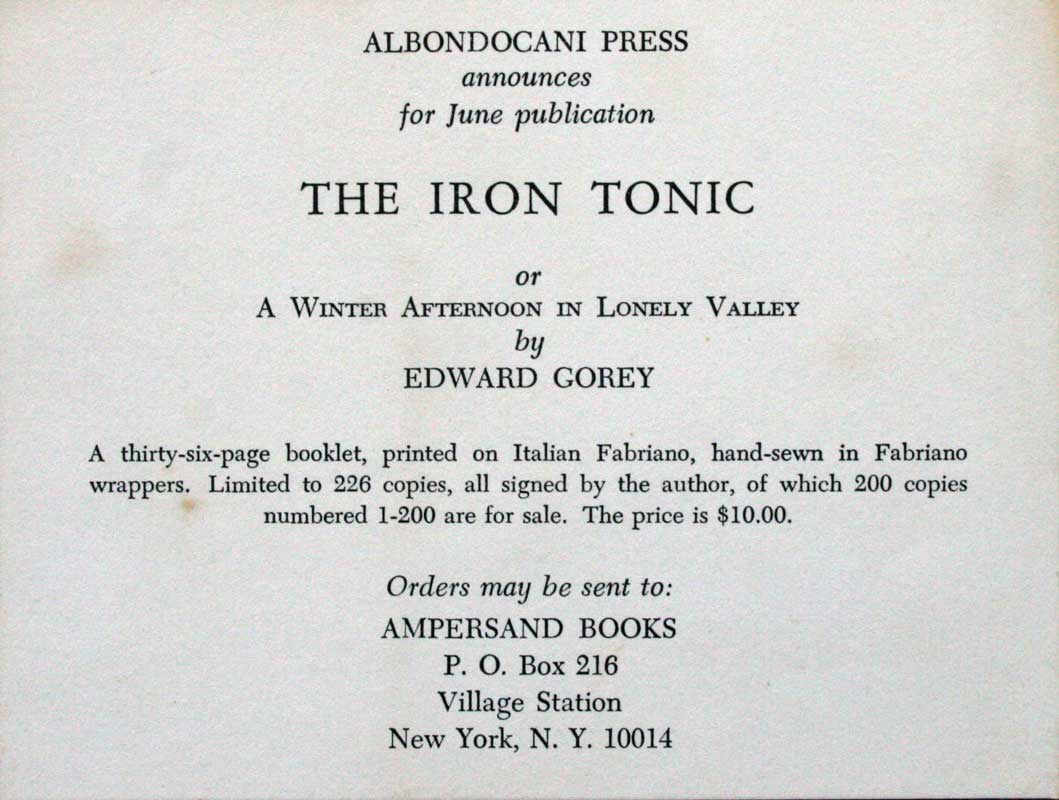 ALBONDOCANI PRESS
announces
for June publication
THE IRON TONIC
or
A Winter Afternoon in Lonely Valley
by
EDWARD GOREY
A thirty-six-page booklet, printed on Italian Fabriano, hand-sewn in Fabriano
wrappers. Limited to 226 copies, all signed by the author, of which 200 copies
numbered 1-200 are for sale. The price is $10.00.
Orders may be sent to:
AMPERSAND BOOKS
P. O. Box 216
Village Station
New York, N. Y. 10014